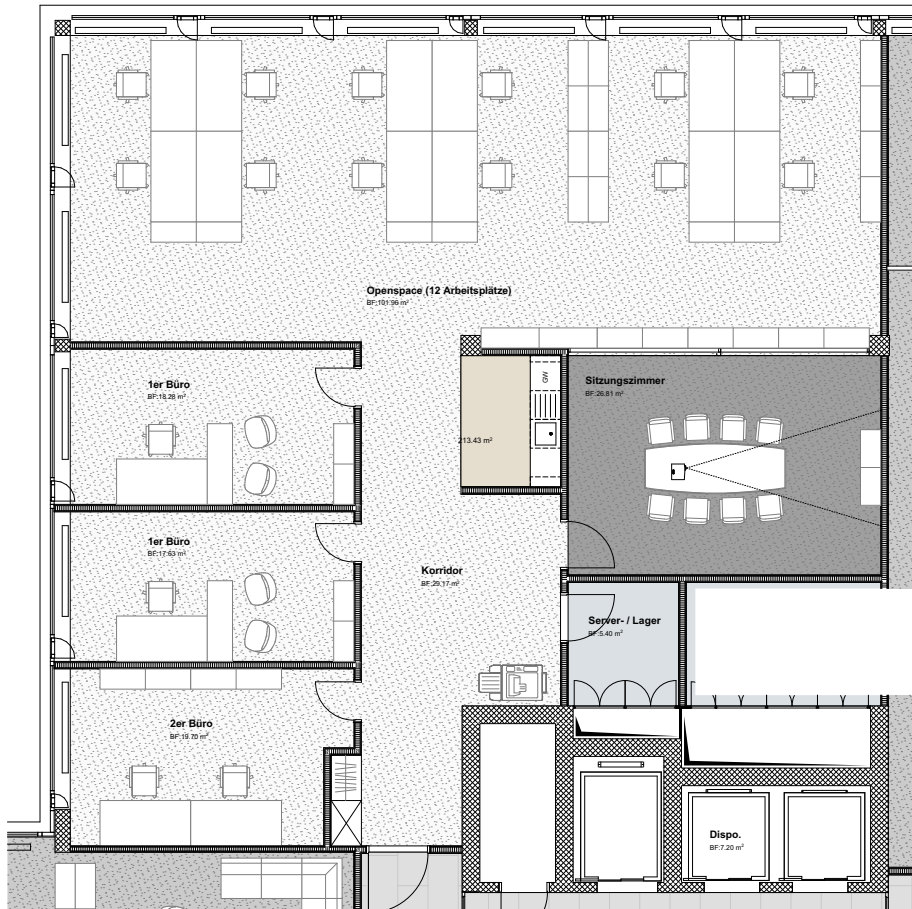 Openspace (12 Arbeitsplätze)
BF:101.96 m²
1er Büro
BF:18.28 m²
GW
Sitzungszimmer
BF:26.81 m²
213.43 m²
1er Büro
BF:17.63 m²
Korridor
BF:29.17 m²
Server- / Lager
BF:5.40 m²
2er Büro
BF:19.70 m²
Dispo.
BF:7.20 m²